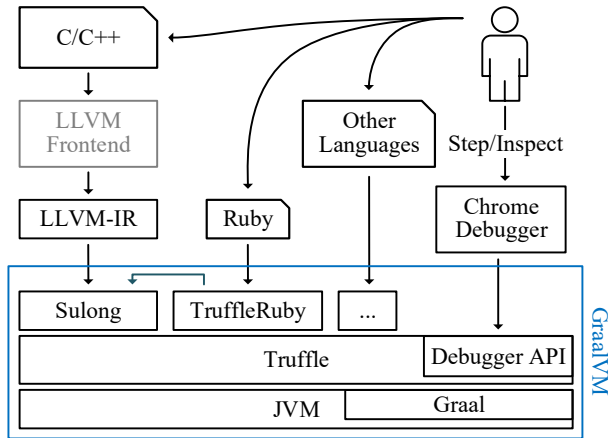 C/C++
LLVM
Frontend
Other
Languages
Step/Inspect
LLVM-IR
Ruby
Chrome
Debugger
Sulong
TruffleRuby
...
GraalVM
Truffle
Debugger API
JVM
Graal